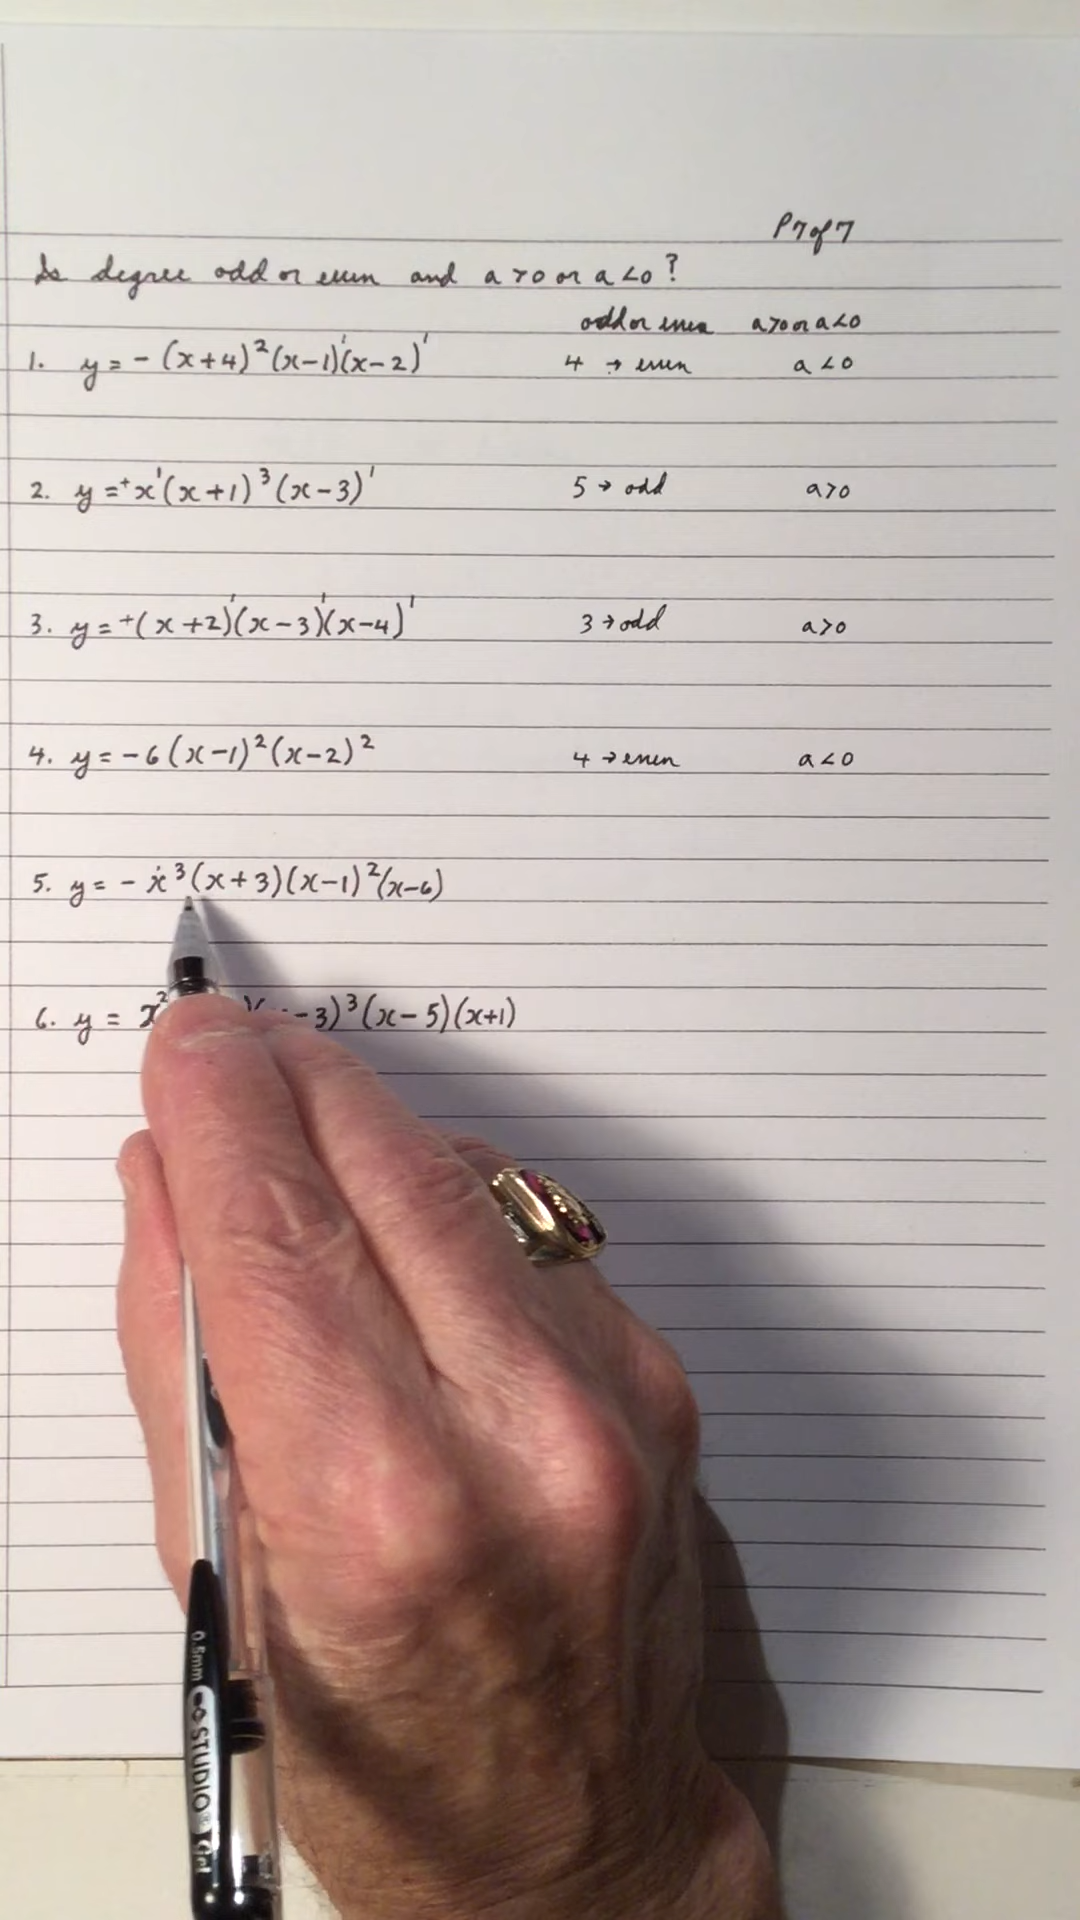 P7 of 7
Is degree odd or even and a>0 or a<0?
odd or even a>0 or a<0
1. y = - (x+4)²(x-1)¹(x-2)¹ 4 → even a<0
2. y =⁺x¹(x+1)³(x-3)¹ 5 → odd a>0
3. y = ⁺(x+2)¹(x-3)¹(x-4)¹ 3 → odd a>0
4. y = -6(x-1)²(x-2)² 4 → even a<0
5. y = - x³(x+3)(x-1)²(x-6)
6. y = x² -3)³(x-5)(x+1)
0.5mm STUDIO Gel